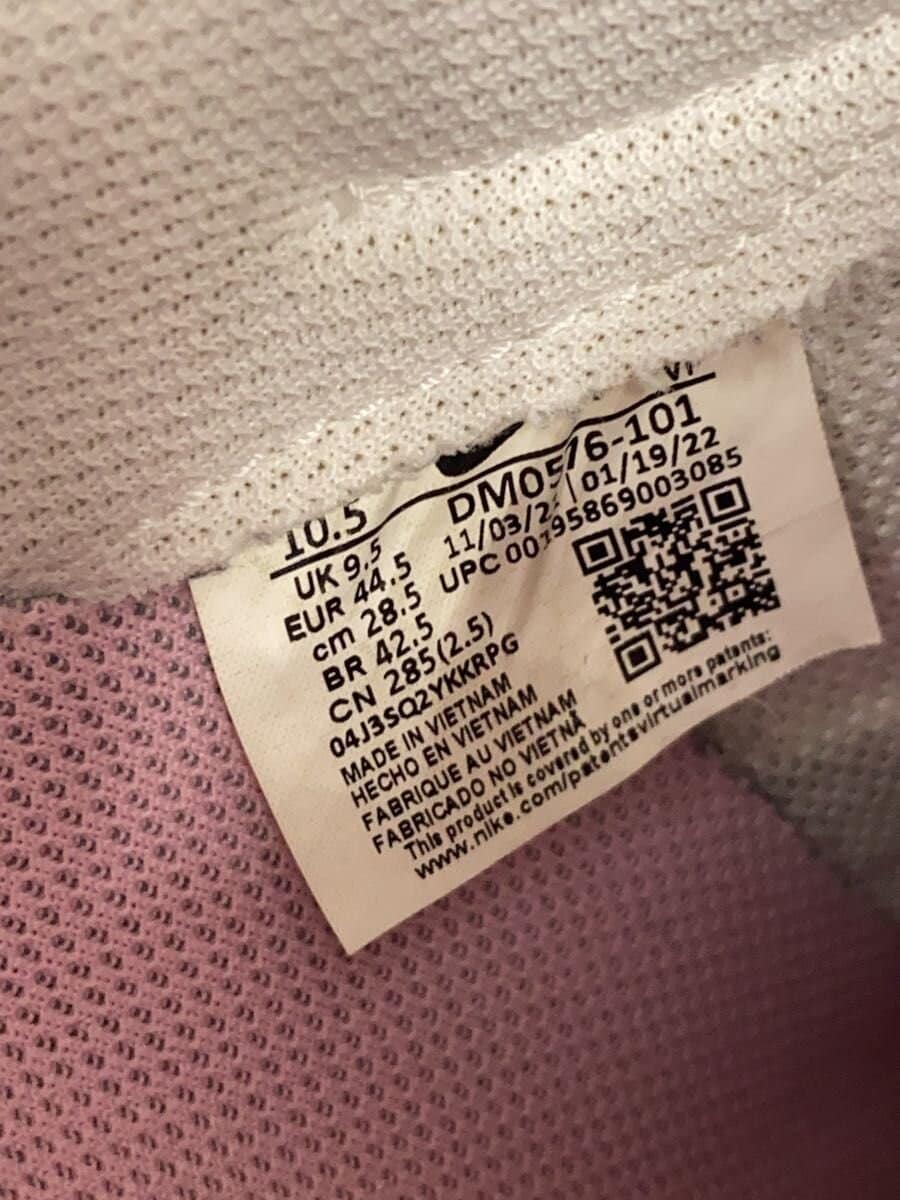 VT
10.5
DM0576-101
UK 9.5
11/03/2 01/19/22
EUR 44.5
UPC 00195869003085
cm 28.5
BR 42.5
CN 285(2.5)
04J3SQ2YKKRPG
MADE IN VIETNAM
HECHO EN VIETNAM
FABRIQUE AU VIETNAM
FABRICADO NO VIETNÃ
This product is covered by one or more patents:
www.nike.com/patentsvirtualmarking